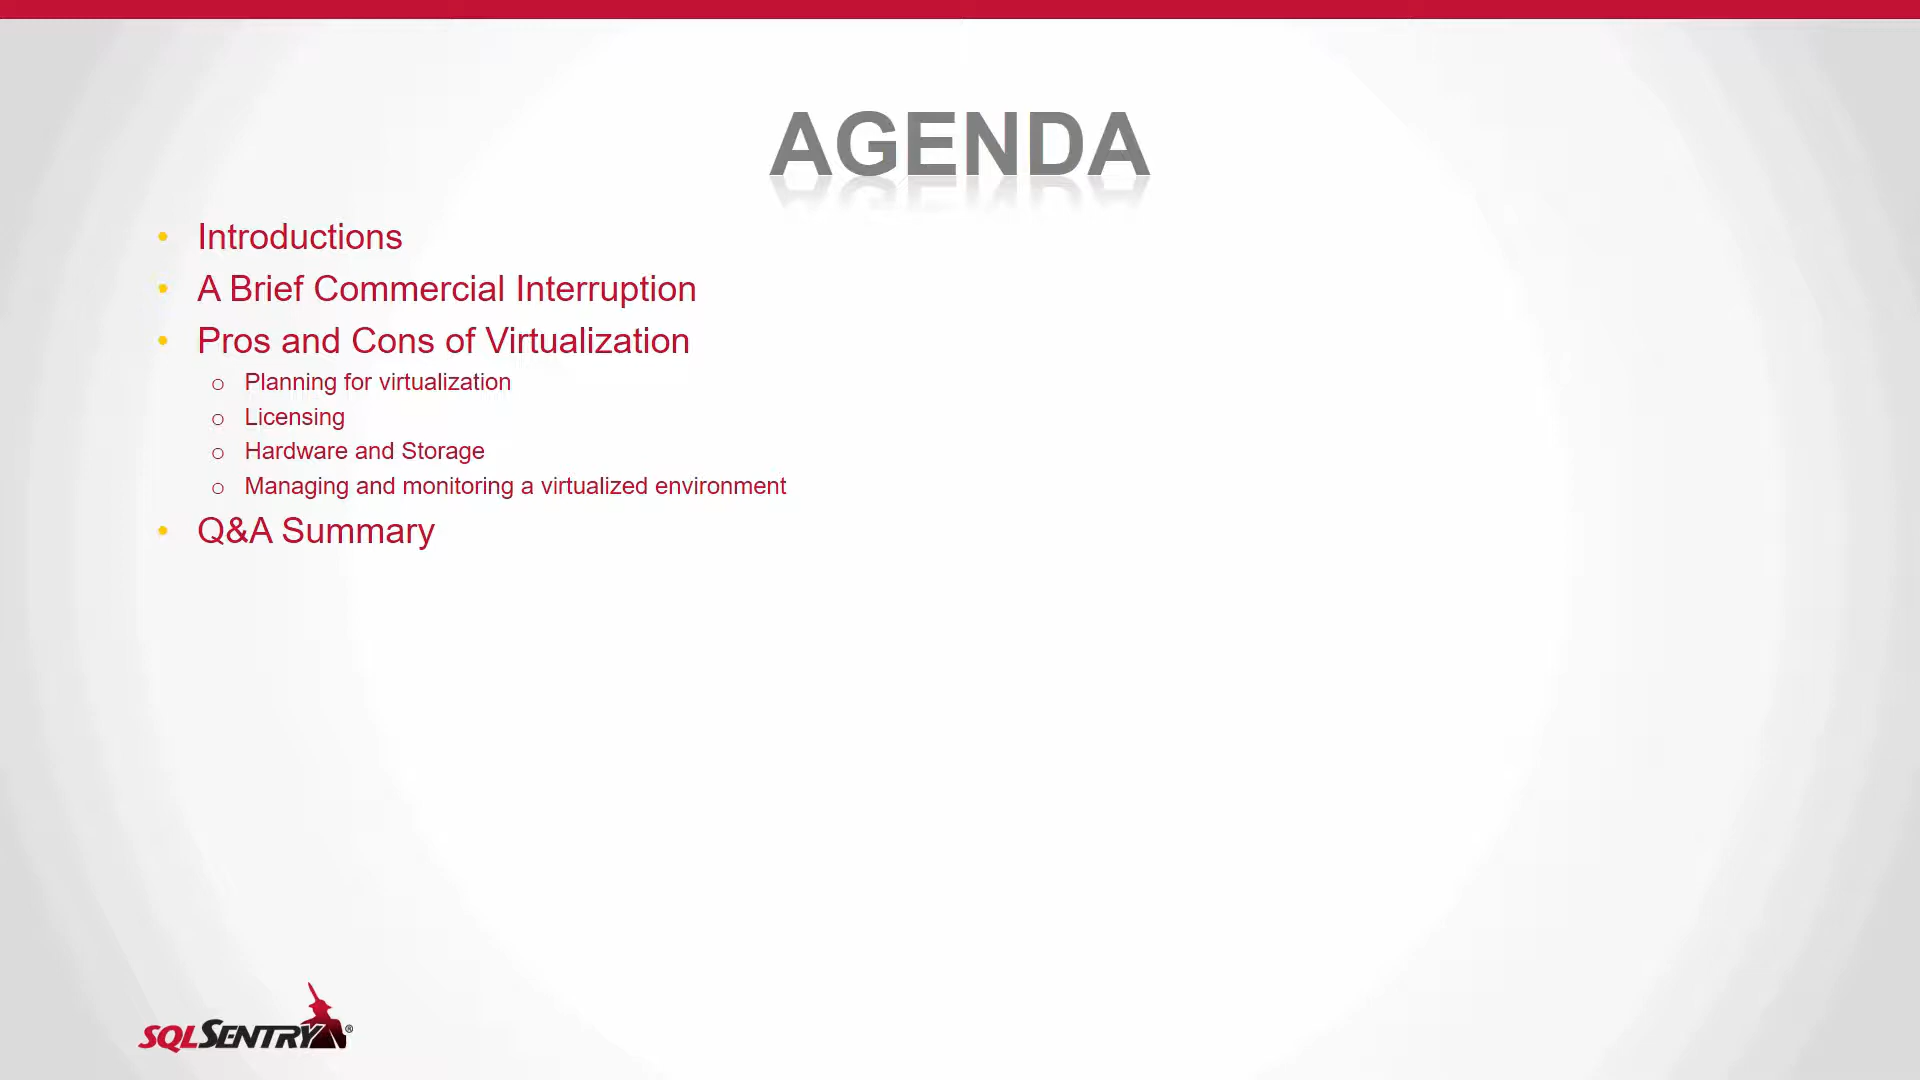 AGENDA
• Introductions
• A Brief Commercial Interruption
• Pros and Cons of Virtualization
o Planning for virtualization
o Licensing
o Hardware and Storage
o Managing and monitoring a virtualized environment
• Q&A Summary
SQLSENTRY®